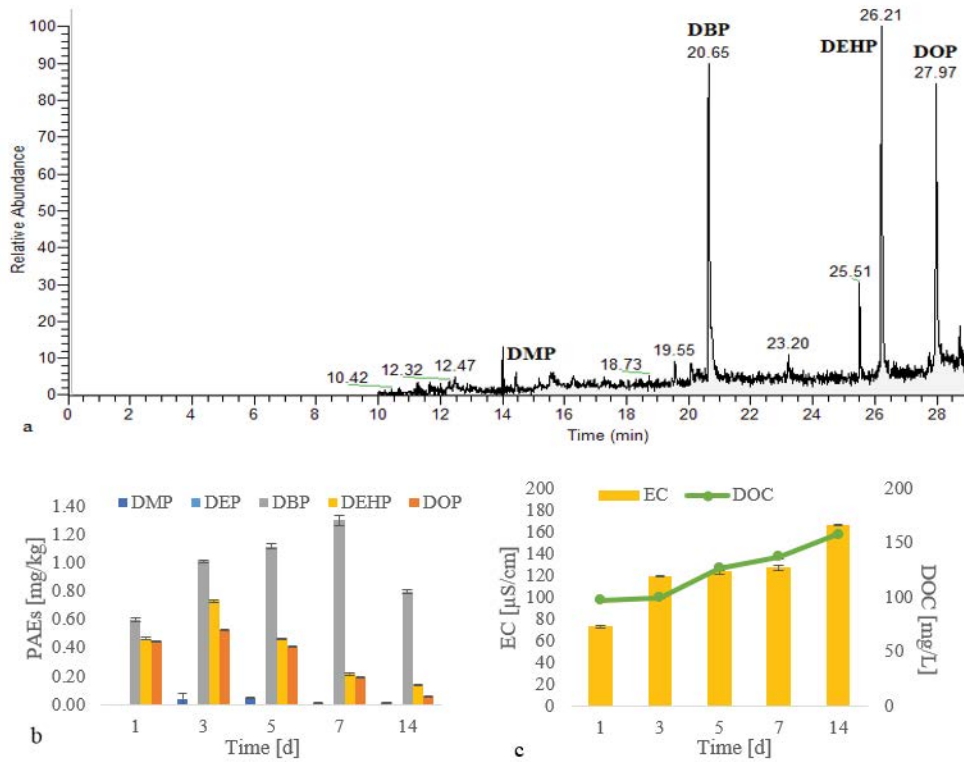 DBP
20.65
26.21
DEHP
DOP
27.97
100
90
80
70
60
50
40
30
20
10
0
Relative Abundance
25.51
DMP
10.42
12.32
12.47
18.73
19.55
23.20
0 2 4 6 8 10 12 14 16 18 20 22 24 26 28
Time (min)
a
DMP DEP DBP DEHP DOP
1.40
1.20
1.00
0.80
0.60
0.40
0.20
0.00
PAEs [mg/kg]
1 3 5 7 14
Time [d]
b
EC DOC
200
180
160
140
120
100
80
60
40
20
0
EC [µS/cm]
200
150
100
50
0
DOC [mg/L]
1 3 5 7 14
Time [d]
c